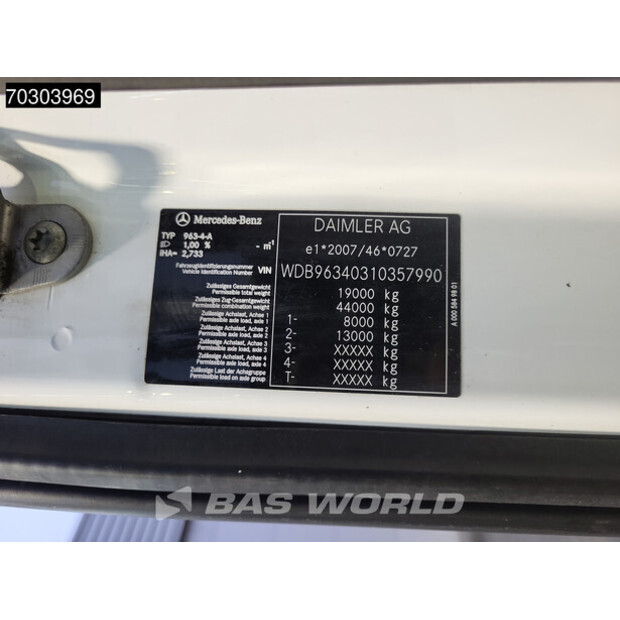 70303969
Mercedes-Benz
DAIMLER AG
TYP 963-4-A
1,00 % - m³
iHA= 2,733
e1*2007/46*0727
Fahrzeugidentifizierungsnummer
Vehicle Identification Number VIN WDB96340310357990
Zulässiges Gesamtgewicht
Permissible total weight 19000 kg
Zulässiges Zug-Gesamtgewicht
Permissible combination weight 44000 kg
Zulässige Achslast, Achse 1
Permissible axle load, axle 1 1- 8000 kg
Zulässige Achslast, Achse 2
Permissible axle load, axle 2 2- 13000 kg
Zulässige Achslast, Achse 3
Permissible axle load, axle 3 3- XXXXX kg
Zulässige Achslast, Achse 4
Permissible axle load, axle 4 4- XXXXX kg
Zulässige Last der Achsgruppe
Permissible load on axle group T- XXXXX kg
A 000 584 98 01
BAS WORLD